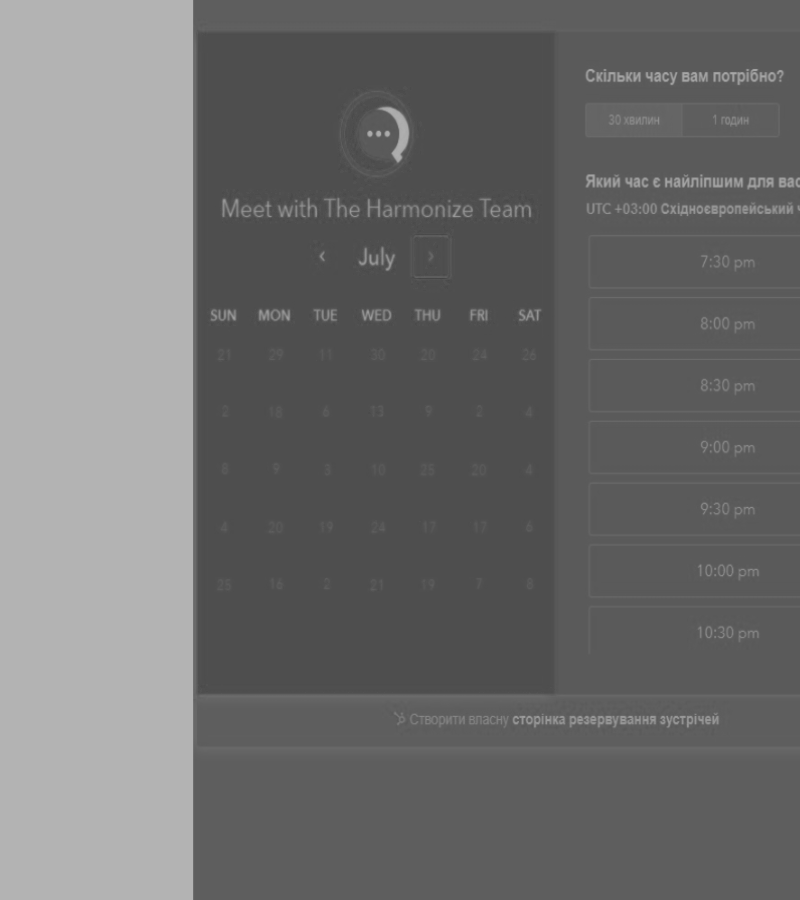 Meet with The Harmonize Team
‹ July ›
SUN MON TUE WED THU FRI SAT
21 29 11 30 20 24 26
2 16 6 13 9 2 4
8 9 3 10 25 20 4
4 20 19 24 17 17 6
25 16 2 21 19 7 8
Скільки часу вам потрібно?
30 хвилин 1 годин
Який час є найліпшим для вас
UTC +03:00 Східноєвропейський
7:30 pm
8:00 pm
8:30 pm
9:00 pm
9:30 pm
10:00 pm
10:30 pm
Створити власну сторінка резервування зустрічей